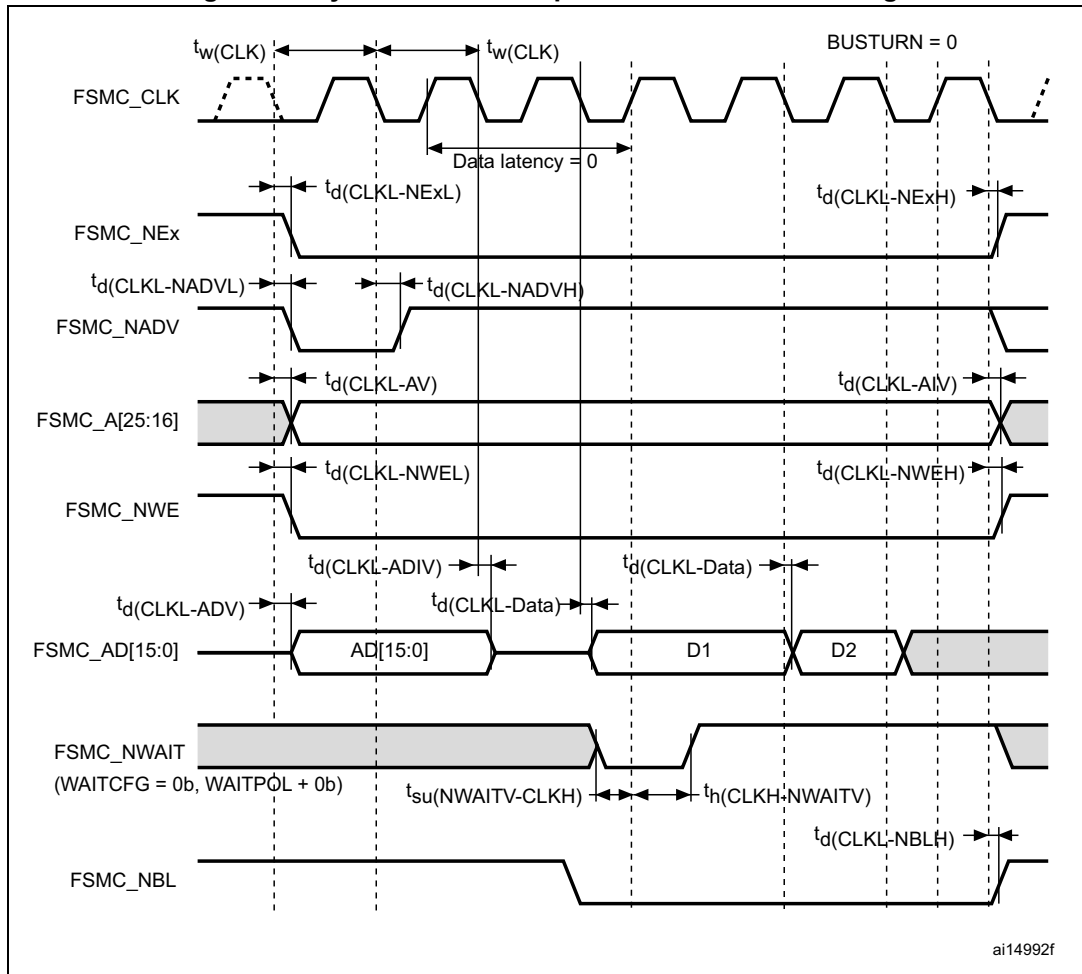 tw(CLK) tw(CLK) BUSTURN = 0
FSMC_CLK
Data latency = 0
td(CLKL-NExL) td(CLKL-NExH)
FSMC_NEx
td(CLKL-NADVL) td(CLKL-NADVH)
FSMC_NADV
td(CLKL-AV) td(CLKL-AIV)
FSMC_A[25:16]
td(CLKL-NWEL) td(CLKL-NWEH)
FSMC_NWE
td(CLKL-ADIV) td(CLKL-Data)
td(CLKL-ADV) td(CLKL-Data)
FSMC_AD[15:0] AD[15:0] D1 D2
FSMC_NWAIT
(WAITCFG = 0b, WAITPOL + 0b)
tsu(NWAITV-CLKH) th(CLKH-NWAITV)
td(CLKL-NBLH)
FSMC_NBL
ai14992f